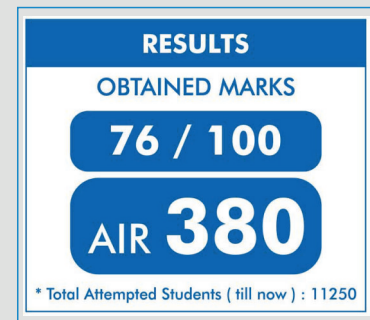 RESULTS
OBTAINED MARKS
76 / 100
AIR 380
* Total Attempted Students ( till now ) : 11250